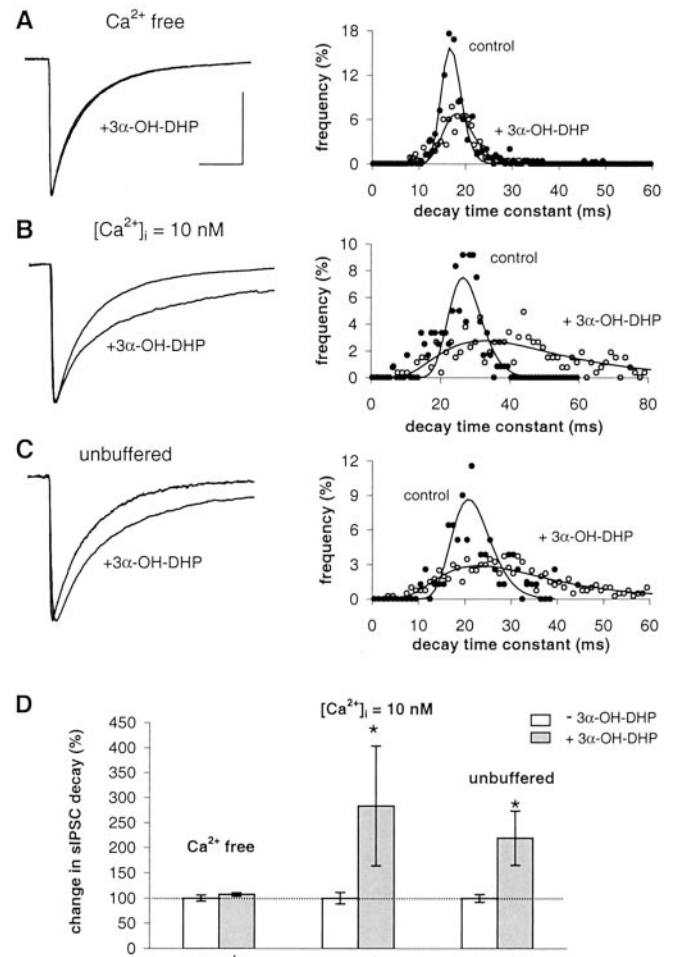 A
Ca²⁺ free
+3α-OH-DHP
frequency (%)
18
12
6
0
control
+ 3α-OH-DHP
0 10 20 30 40 50 60
decay time constant (ms)
B
[Ca²⁺]ᵢ = 10 nM
+3α-OH-DHP
frequency (%)
10
8
6
4
2
0
control
+ 3α-OH-DHP
0 20 40 60 80
decay time constant (ms)
C
unbuffered
+3α-OH-DHP
frequency (%)
12
9
6
3
0
control
+ 3α-OH-DHP
0 10 20 30 40 50 60
decay time constant (ms)
D
change in sIPSC decay (%)
450
400
350
300
250
200
150
100
50
0
[Ca²⁺]ᵢ = 10 nM
- 3α-OH-DHP
+ 3α-OH-DHP
*
unbuffered
*
Ca²⁺ free